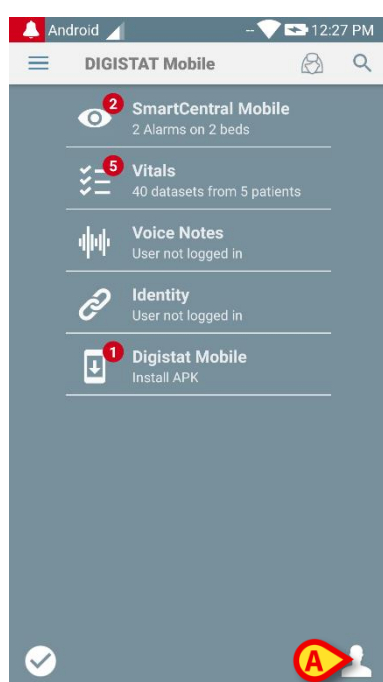 Android -- 12:27 PM
DIGISTAT Mobile
2
SmartCentral Mobile
2 Alarms on 2 beds
5
Vitals
40 datasets from 5 patients
Voice Notes
User not logged in
Identity
User not logged in
1
Digistat Mobile
Install APK
A